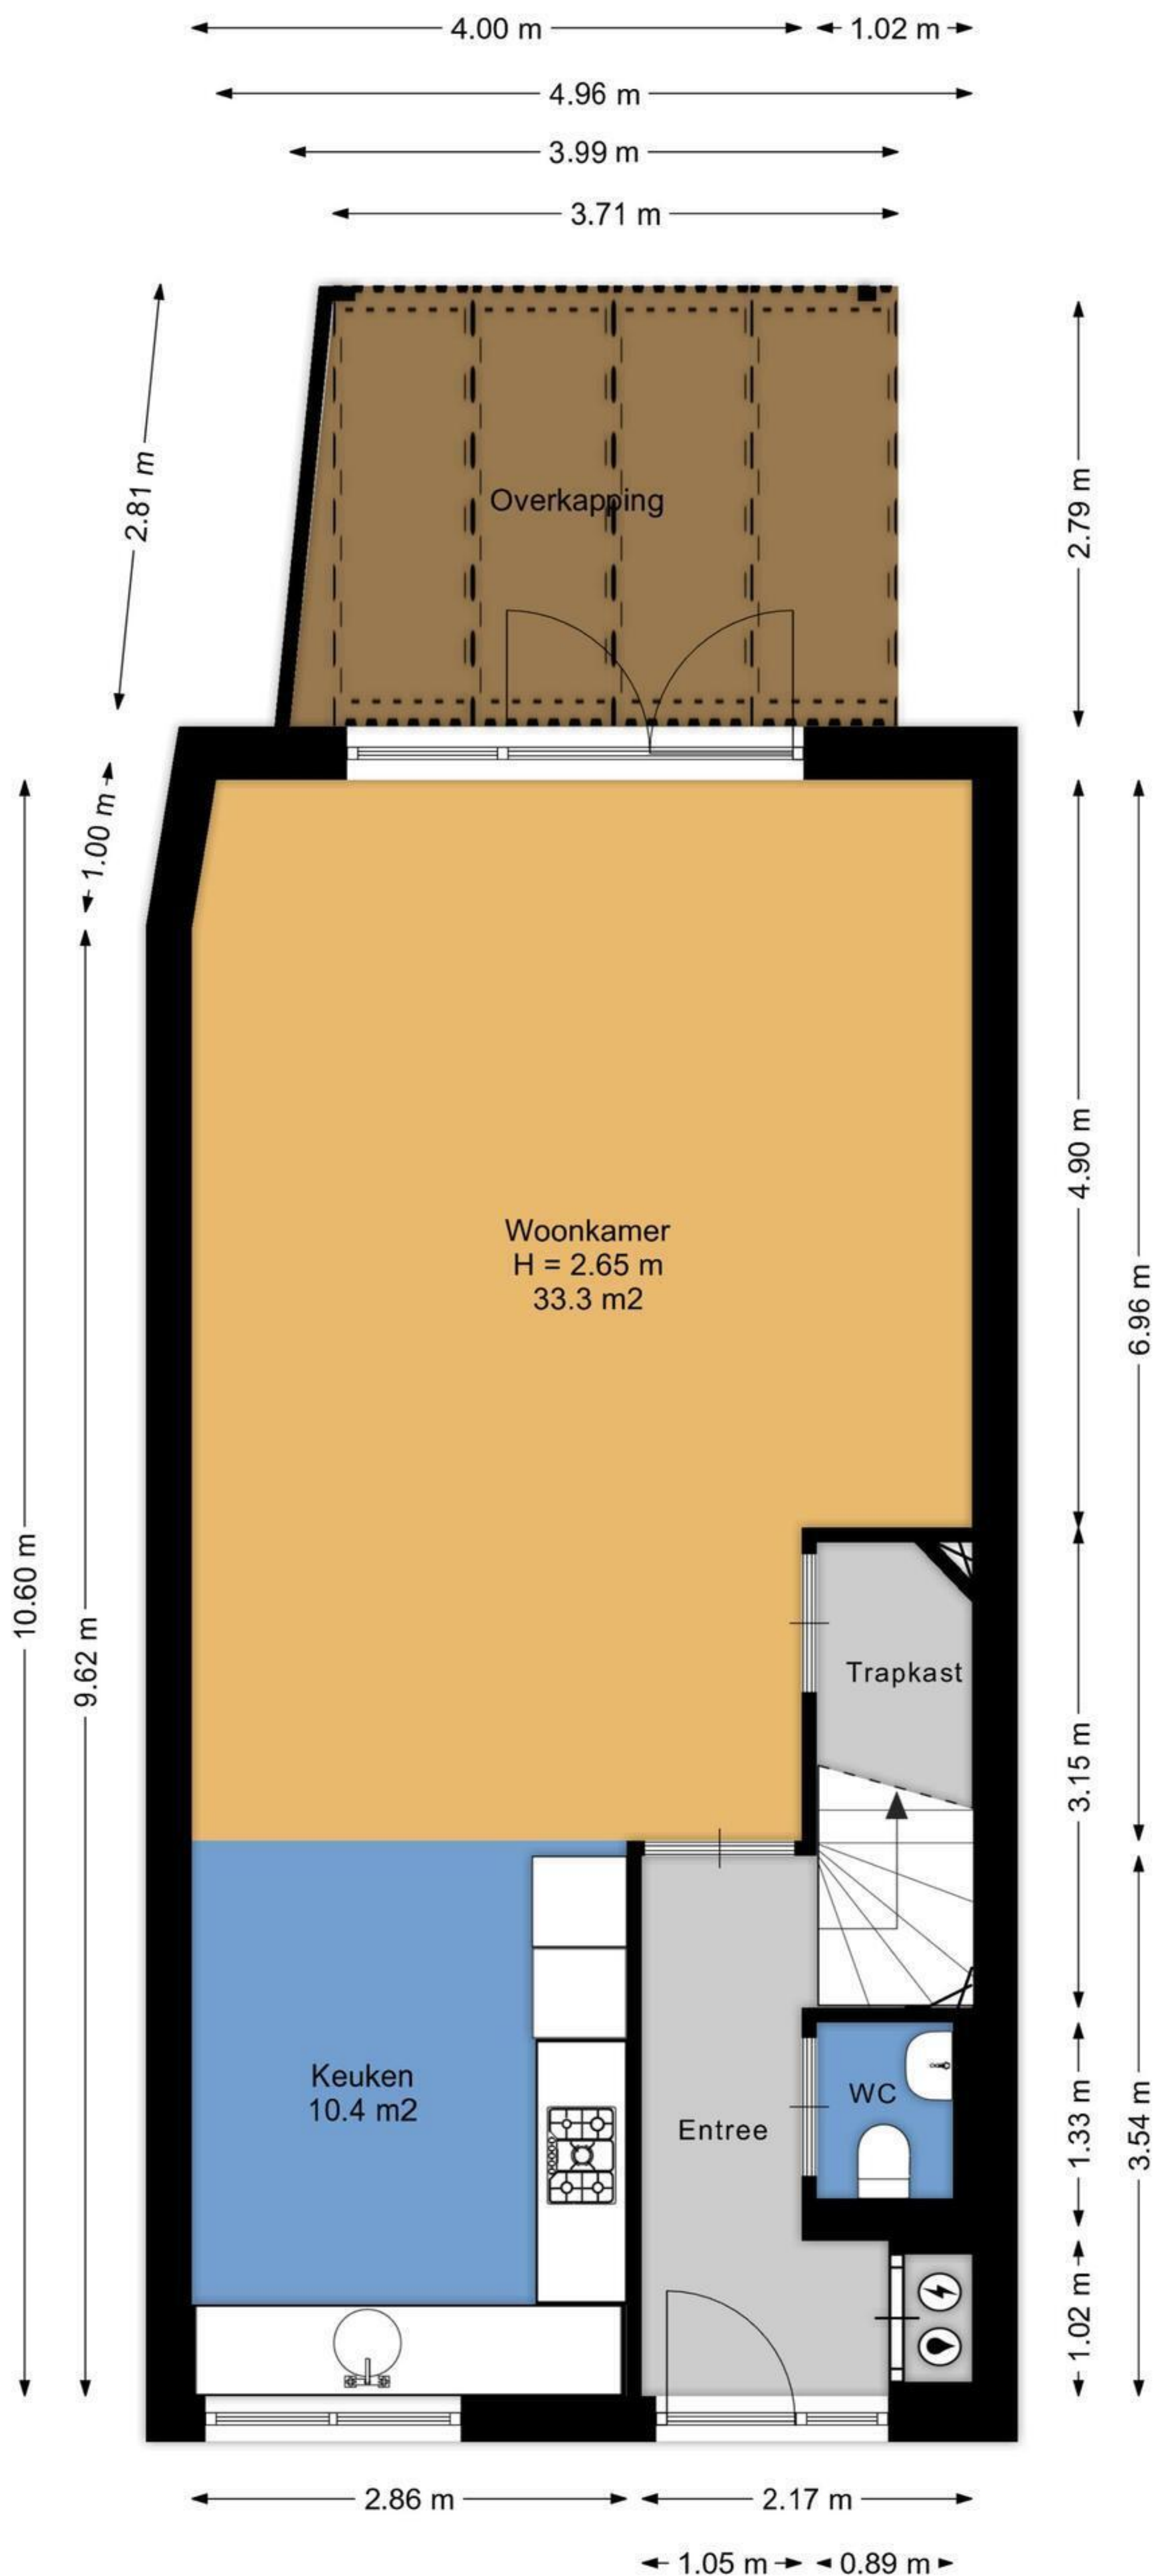 4.00 m 1.02 m
4.96 m
3.99 m
3.71 m
2.81 m
2.79 m
Overkapping
1.00 m
4.90 m
Woonkamer
H = 2.65 m
33.3 m2
6.96 m
10.60 m
9.62 m
Trapkast
3.15 m
Keuken
10.4 m2
WC
Entree
1.33 m
3.54 m
1.02 m
2.86 m 2.17 m
1.05 m 0.89 m